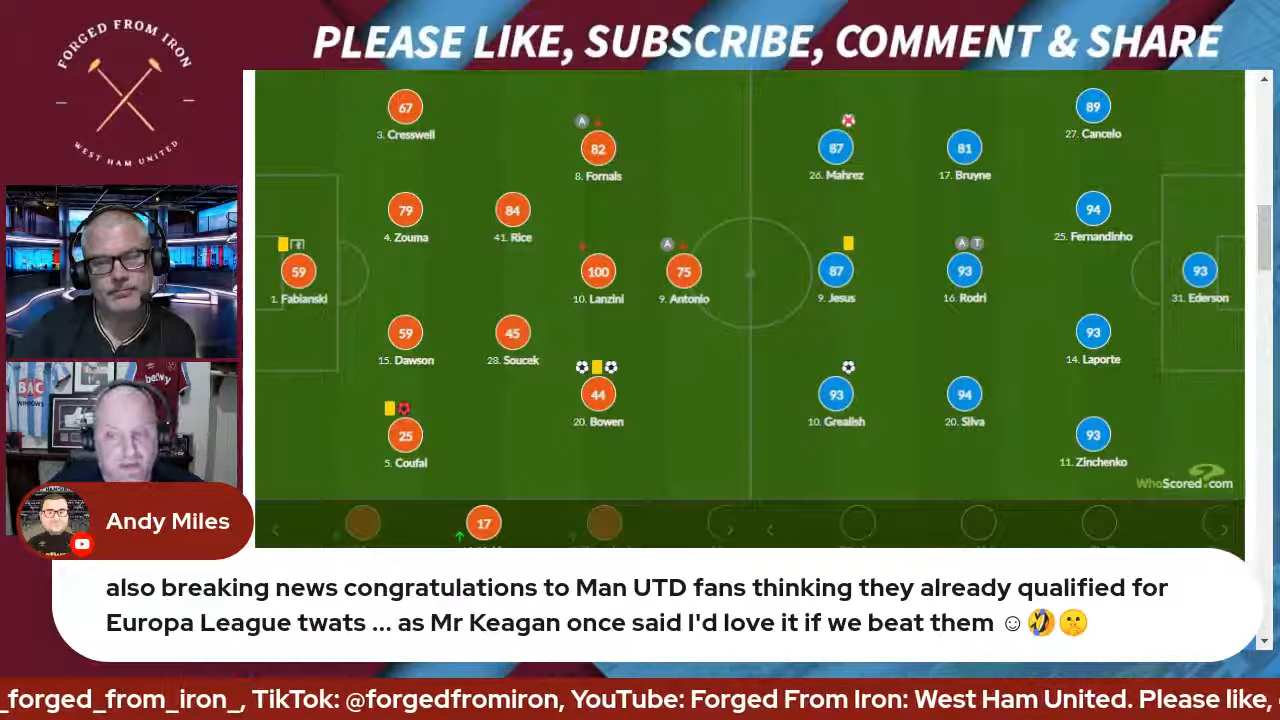 FORGED FROM IRON
WEST HAM UNITED
PLEASE LIKE, SUBSCRIBE, COMMENT & SHARE
67
3. Cresswell
A
82
8. Fornals
87
26. Mahrez
81
17. Bruyne
89
27. Cancelo
79
4. Zouma
84
41. Rice
94
25. Fernandinho
59
1. Fabianski
100
10. Lanzini
A
75
9. Antonio
87
9. Jesus
A T
93
16. Rodri
93
31. Ederson
59
15. Dawson
45
28. Soucek
93
14. Laporte
44
20. Bowen
93
10. Grealish
94
20. Silva
25
5. Coufal
93
11. Zinchenko
WhoScored.com
17
BAC
WINDOWS
betway
Andy Miles
also breaking news congratulations to Man UTD fans thinking they already qualified for
Europa League twats ... as Mr Keagan once said I'd love it if we beat them ☺🤣🤫
_forged_from_iron_, TikTok: @forgedfromiron, YouTube: Forged From Iron: West Ham United. Please like,